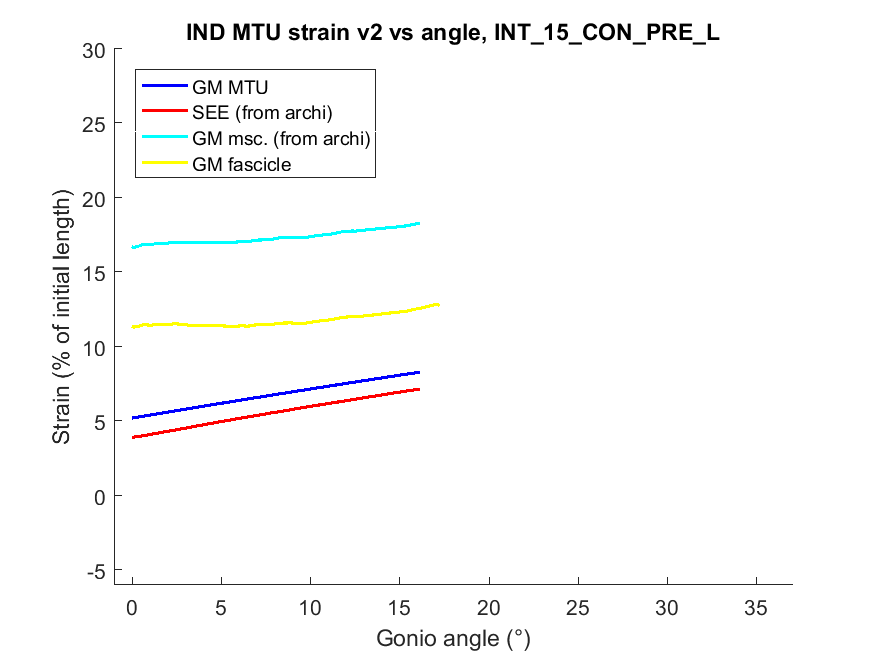 IND MTU strain v2 vs angle, INT_15_CON_PRE_L
30
25
20
15
10
5
0
-5
Strain (% of initial length)
GM MTU
SEE (from archi)
GM msc. (from archi)
GM fascicle
0 5 10 15 20 25 30 35
Gonio angle (°)